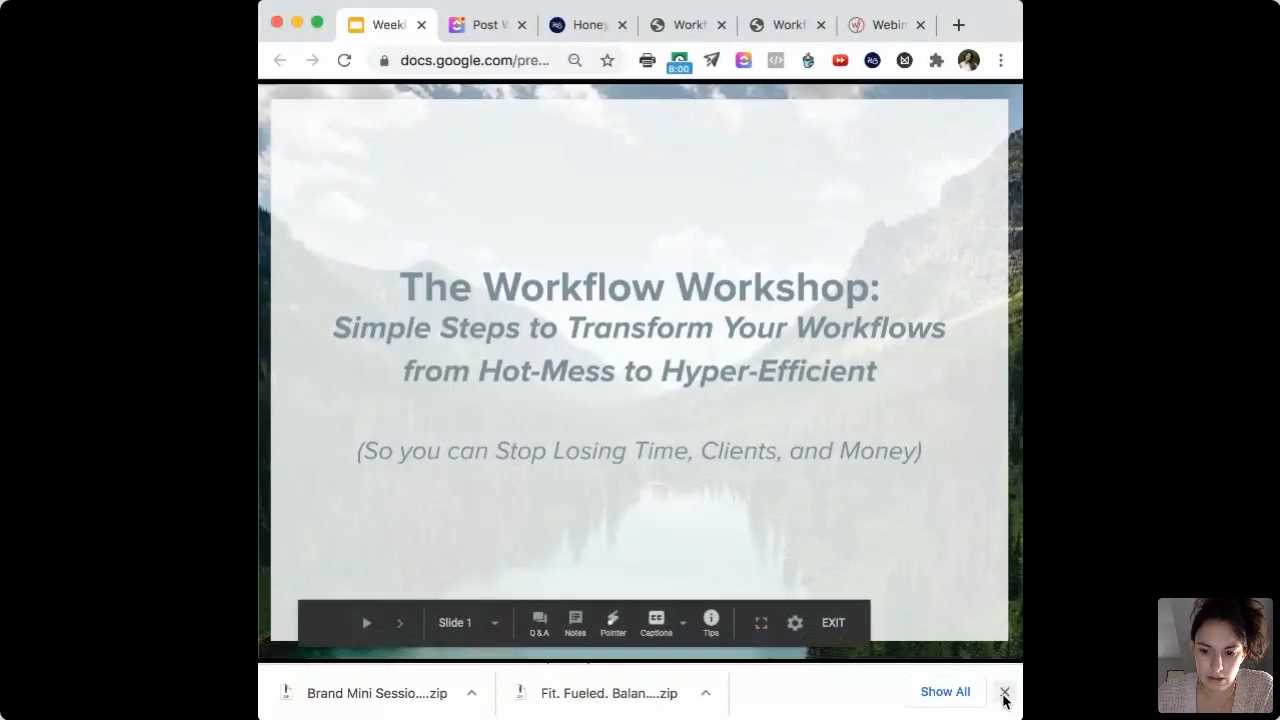 Weekl
Post V
Honey
Workf
Workf
Webin
docs.google.com/pre...
8:00
The Workflow Workshop:
Simple Steps to Transform Your Workflows
from Hot-Mess to Hyper-Efficient
(So you can Stop Losing Time, Clients, and Money)
Slide 1
Q&A
Notes
Pointer
Captions
Tips
EXIT
Brand Mini Sessio....zip
Fit. Fueled. Balan....zip
Show All